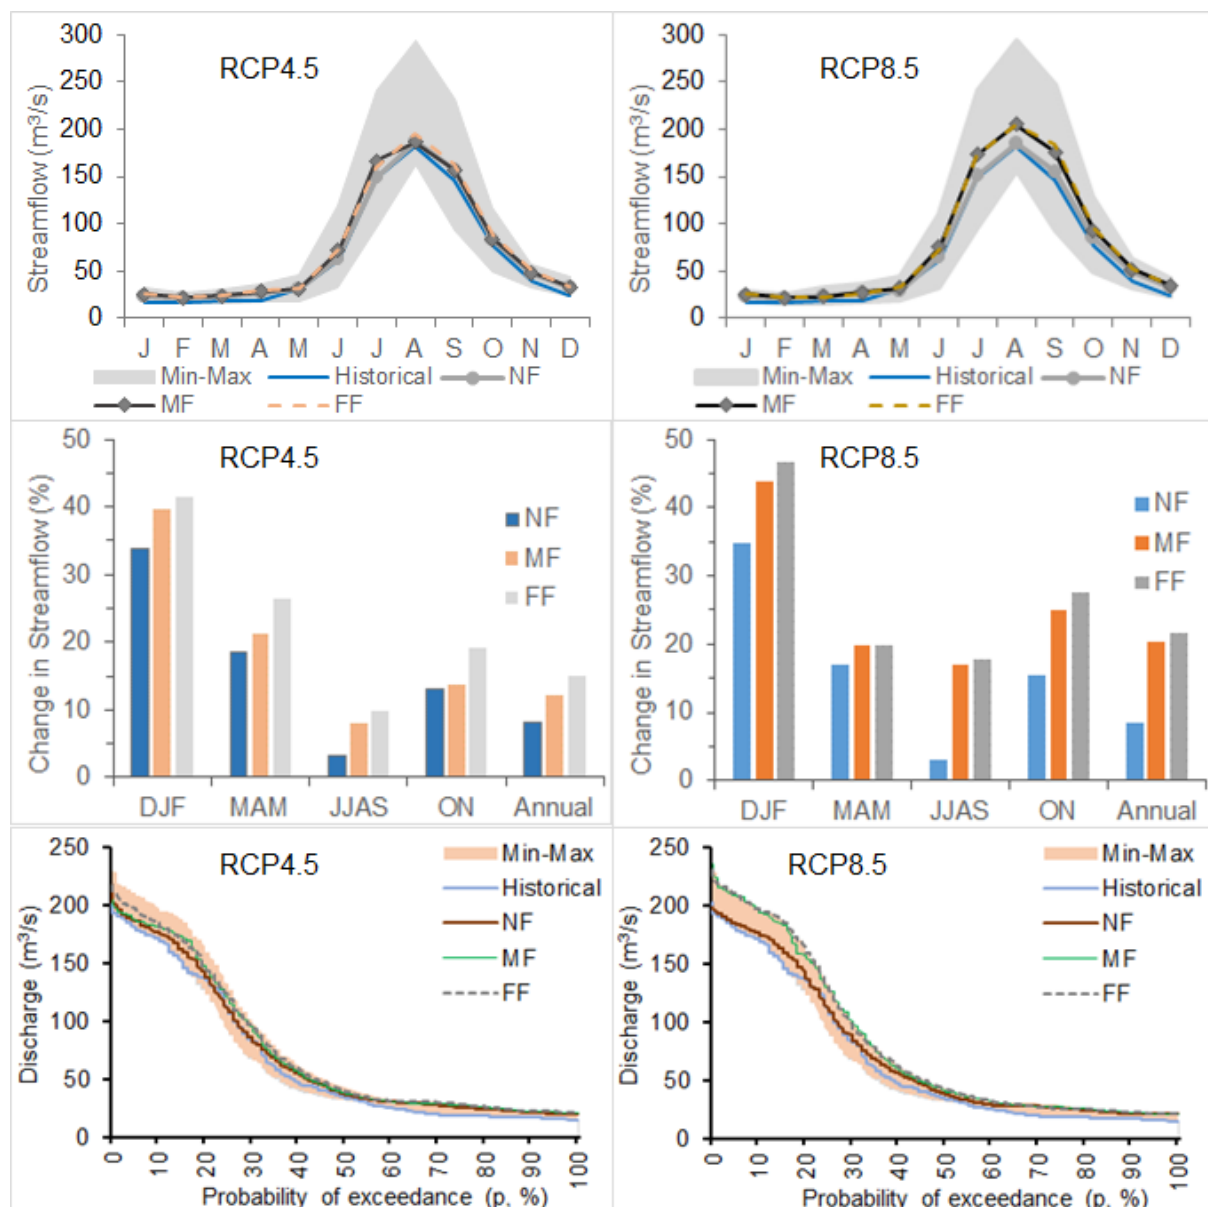 RCP4.5
Streamflow (m³/s)
300
250
200
150
100
50
0
J F M A M J J A S O N D
Min-Max Historical NF
MF FF
RCP8.5
Streamflow (m³/s)
300
250
200
150
100
50
0
J F M A M J J A S O N D
Min-Max Historical NF
MF FF
RCP4.5
Change in Streamflow (%)
50
40
30
20
10
0
NF
MF
FF
DJF MAM JJAS ON Annual
RCP8.5
Change in Streamflow (%)
50
40
30
20
10
0
NF
MF
FF
DJF MAM JJAS ON Annual
RCP4.5
Discharge (m³/s)
250
200
150
100
50
0
Min-Max
Historical
NF
MF
FF
0 10 20 30 40 50 60 70 80 90 100
Probability of exceedance (p, %)
RCP8.5
Discharge (m³/s)
250
200
150
100
50
0
Min-Max
Historical
NF
MF
FF
0 10 20 30 40 50 60 70 80 90 100
Probability of exceedance (p, %)